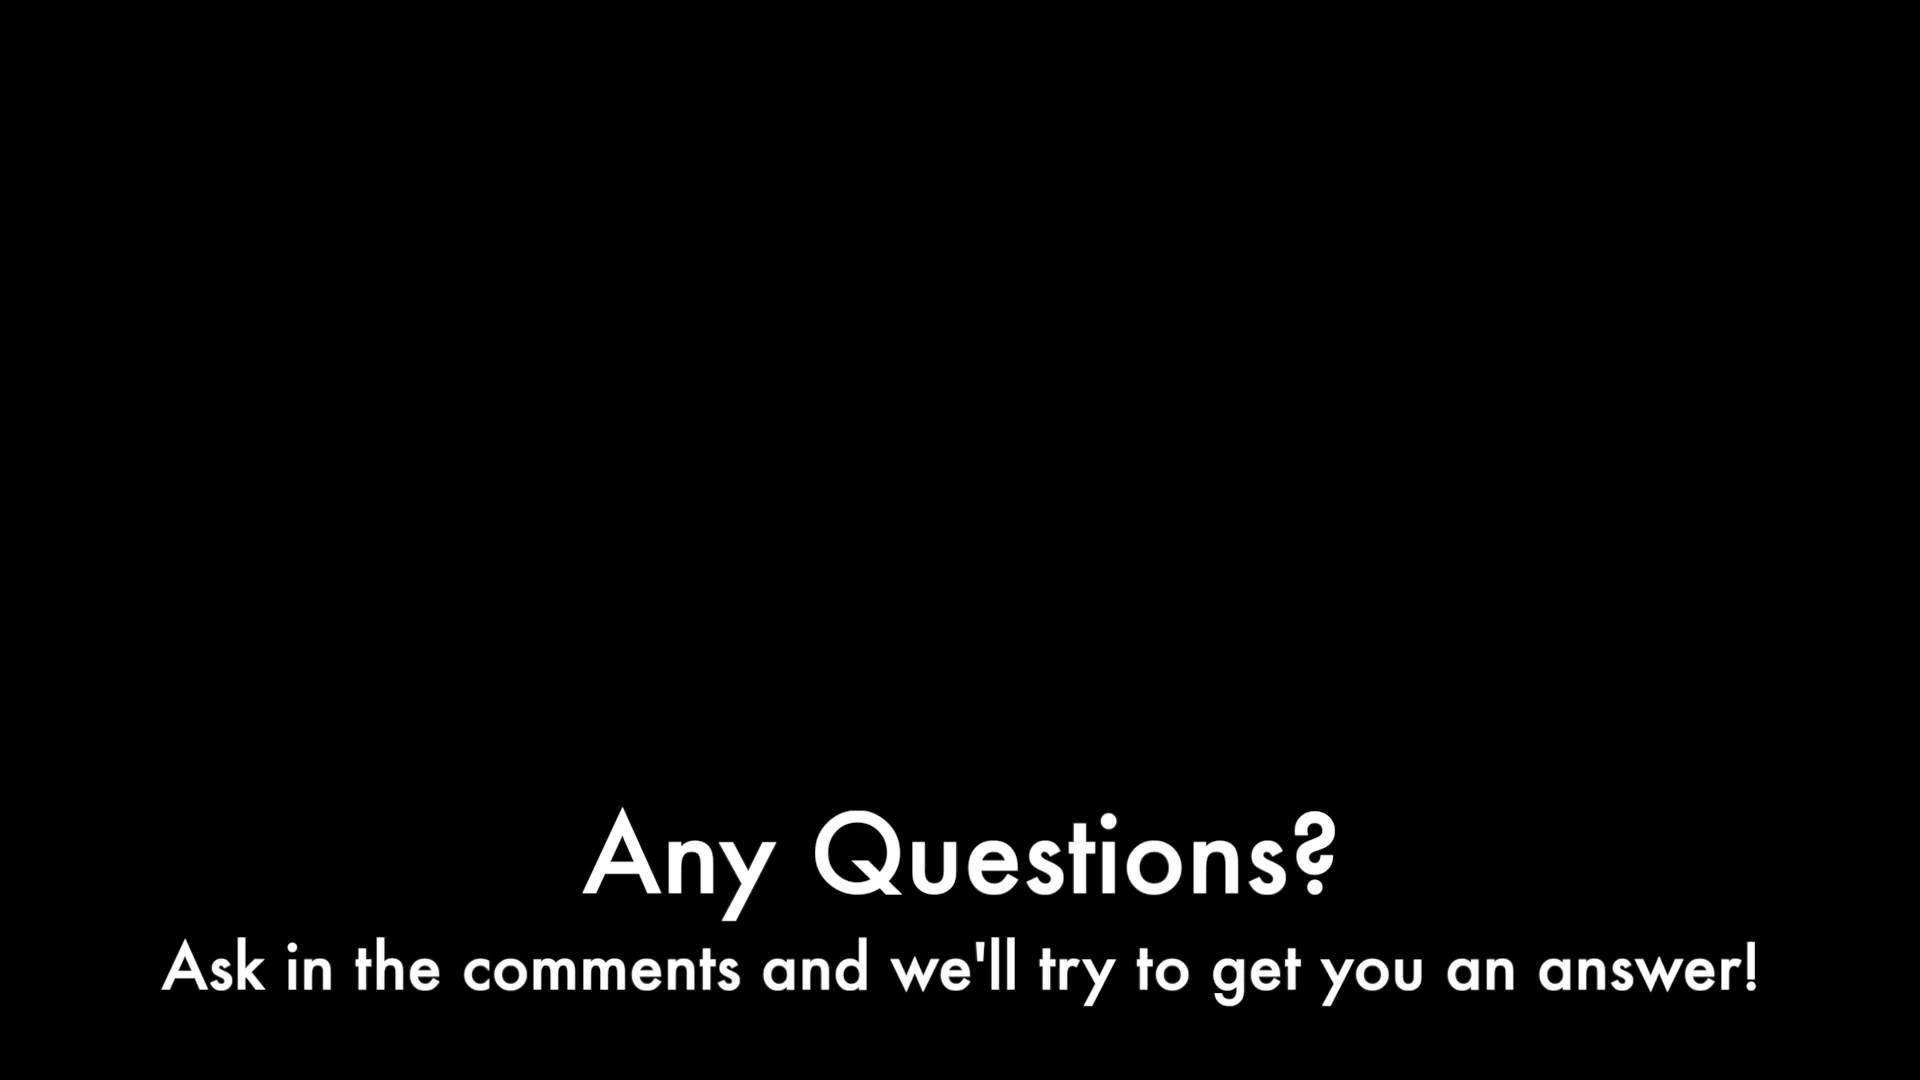 Any Questions?
Ask in the comments and we'll try to get you an answer!